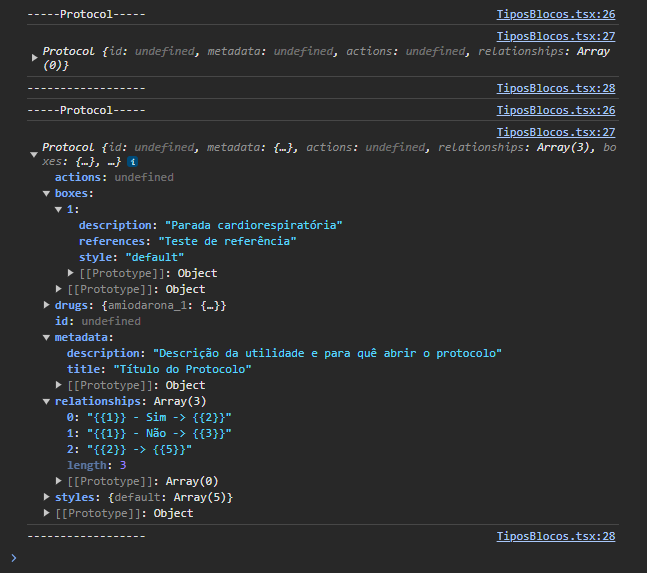 -----Protocol----- TiposBlocos.tsx:26
TiposBlocos.tsx:27
Protocol {id: undefined, metadata: undefined, actions: undefined, relationships: Array
(0)}
------------------ TiposBlocos.tsx:28
-----Protocol----- TiposBlocos.tsx:26
TiposBlocos.tsx:27
Protocol {id: undefined, metadata: {…}, actions: undefined, relationships: Array(3), bo
xes: {…}, …} i
actions: undefined
boxes:
1:
description: "Parada cardiorespiratória"
references: "Teste de referência"
style: "default"
[[Prototype]]: Object
[[Prototype]]: Object
drugs: {amiodarona_1: {…}}
id: undefined
metadata:
description: "Descrição da utilidade e para quê abrir o protocolo"
title: "Título do Protocolo"
[[Prototype]]: Object
relationships: Array(3)
0: "{{1}} - Sim -> {{2}}"
1: "{{1}} - Não -> {{3}}"
2: "{{2}} -> {{5}}"
length: 3
[[Prototype]]: Array(0)
styles: {default: Array(5)}
[[Prototype]]: Object
------------------ TiposBlocos.tsx:28